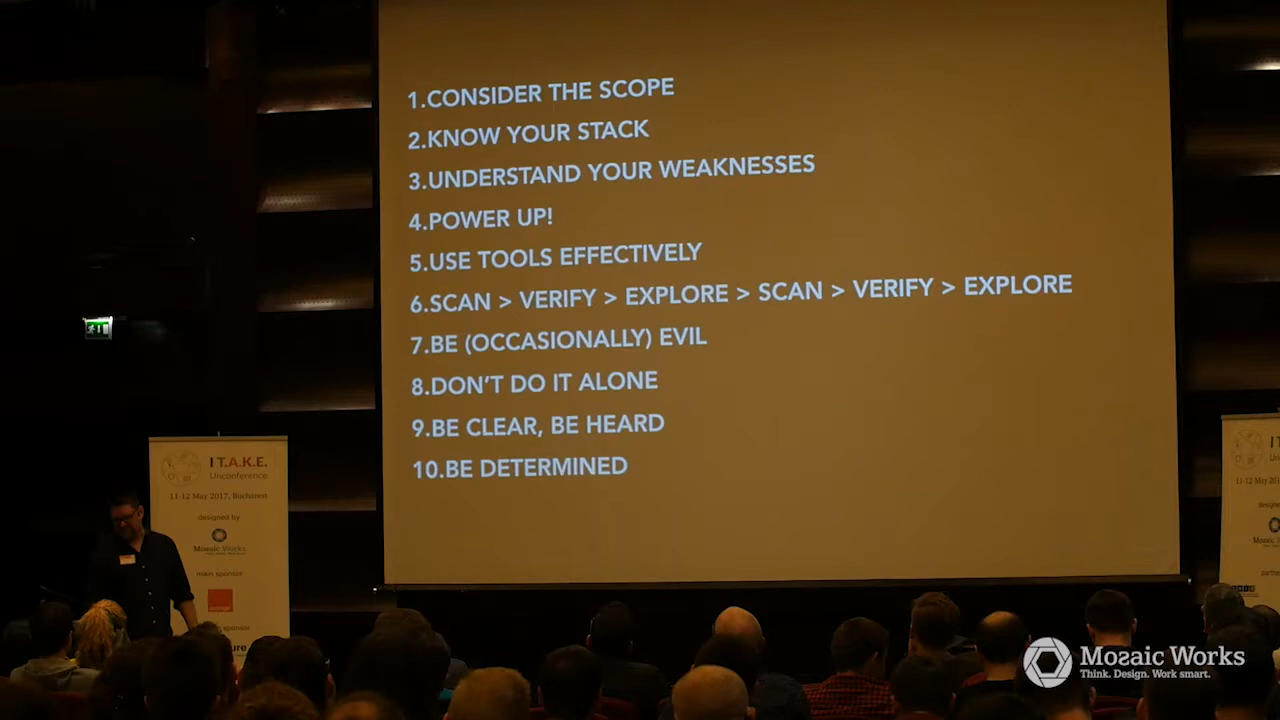 1.CONSIDER THE SCOPE
2.KNOW YOUR STACK
3.UNDERSTAND YOUR WEAKNESSES
4.POWER UP!
5.USE TOOLS EFFECTIVELY
6.SCAN > VERIFY > EXPLORE > SCAN > VERIFY > EXPLORE
7.BE (OCCASIONALLY) EVIL
8.DON'T DO IT ALONE
9.BE CLEAR, BE HEARD
10.BE DETERMINED
I T.A.K.E.
Unconference
11-12 May 2017, Bucharest
designed by
Mozaic Works
main sponsor
sponsor
Mozaic Works
Think. Design. Work smart.